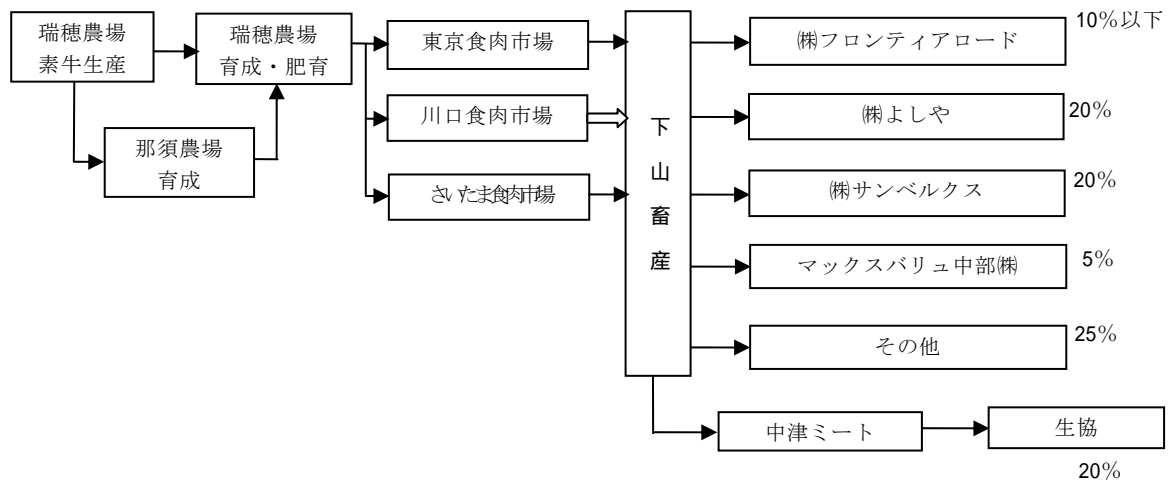 瑞穂農場
素牛生産
瑞穂農場
育成・肥育
那須農場
育成
東京食肉市場
川口食肉市場
さいたま食肉市場
下山畜産
㈱フロンティアロード
10%以下
㈱よしや
20%
㈱サンベルクス
20%
マックスバリュ中部㈱
5%
その他
25%
中津ミート
生協
20%